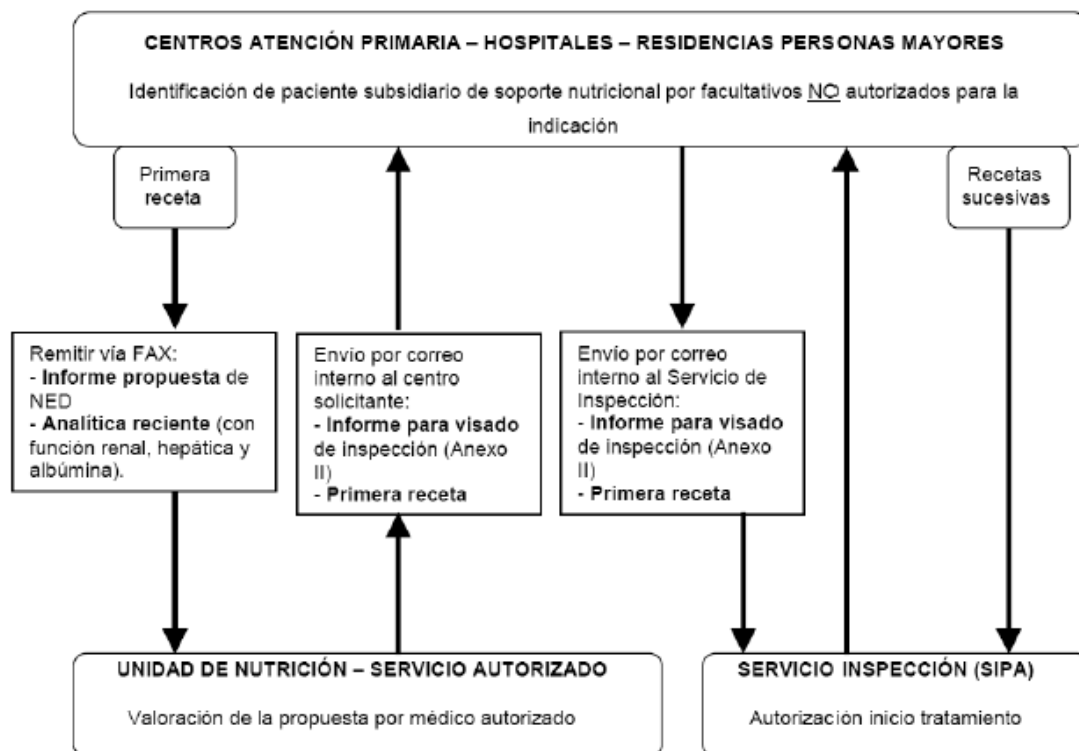 CENTROS ATENCIÓN PRIMARIA – HOSPITALES – RESIDENCIAS PERSONAS MAYORES
Identificación de paciente subsidiario de soporte nutricional por facultativos NO autorizados para la
indicación
Primera
receta
Recetas
sucesivas
Remitir vía FAX:
- Informe propuesta de
NED
- Analítica reciente (con
función renal, hepática y
albúmina).
Envío por correo
interno al centro
solicitante:
- Informe para visado
de inspección (Anexo
II)
- Primera receta
Envío por correo
interno al Servicio de
Inspección:
- Informe para visado
de inspección (Anexo
II)
- Primera receta
UNIDAD DE NUTRICIÓN – SERVICIO AUTORIZADO
Valoración de la propuesta por médico autorizado
SERVICIO INSPECCIÓN (SIPA)
Autorización inicio tratamiento